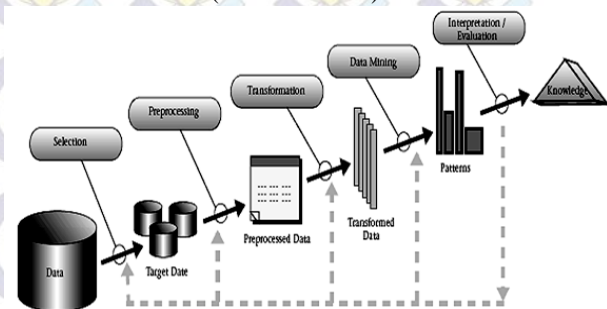 Interpretation /
Evaluation
Data Mining
Transformation
Preprocessing
Selection
Knowledge
Patterns
Transformed
Data
Preprocessed Data
Target Date
Data